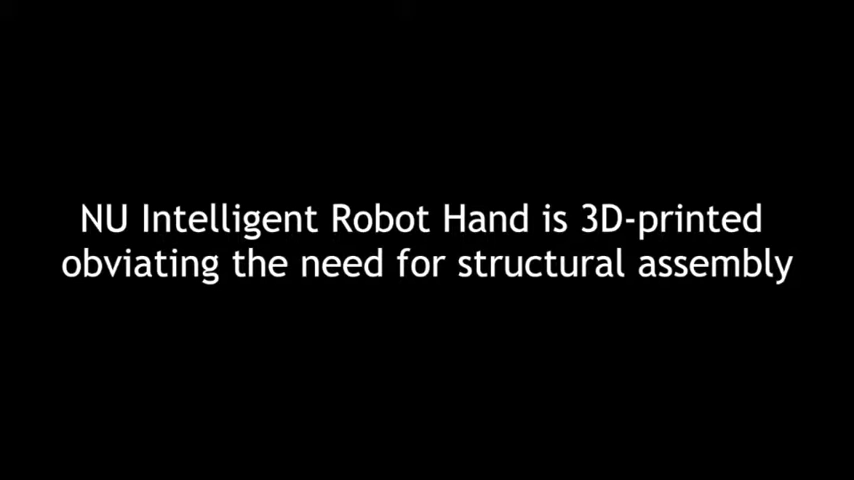 NU Intelligent Robot Hand is 3D-printed
obviating the need for structural assembly